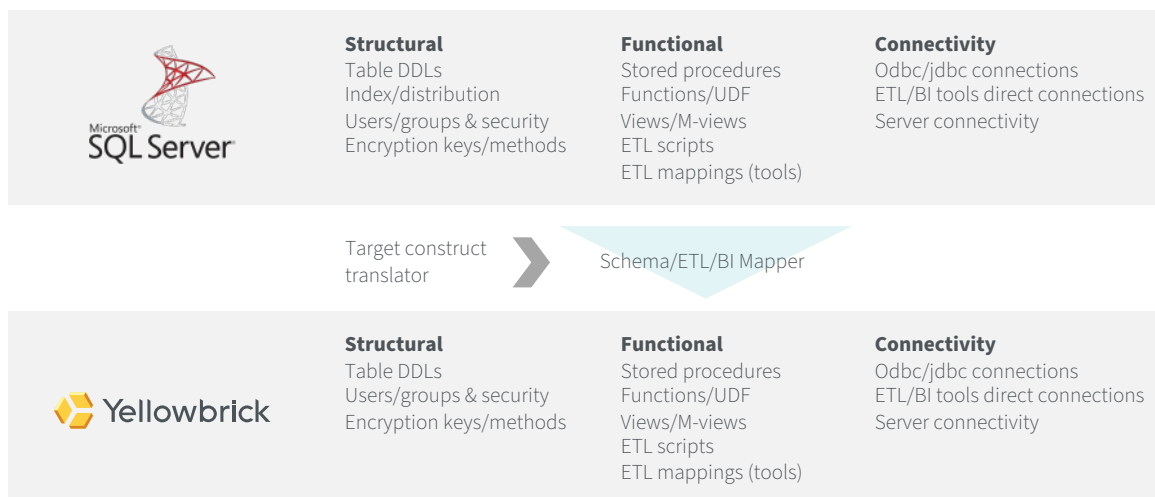 Microsoft®
SQL Server
Structural
Table DDLs
Index/distribution
Users/groups & security
Encryption keys/methods
Functional
Stored procedures
Functions/UDF
Views/M-views
ETL scripts
ETL mappings (tools)
Connectivity
Odbc/jdbc connections
ETL/BI tools direct connections
Server connectivity
Target construct
translator
Schema/ETL/BI Mapper
Yellowbrick
Structural
Table DDLs
Users/groups & security
Encryption keys/methods
Functional
Stored procedures
Functions/UDF
Views/M-views
ETL scripts
ETL mappings (tools)
Connectivity
Odbc/jdbc connections
ETL/BI tools direct connections
Server connectivity